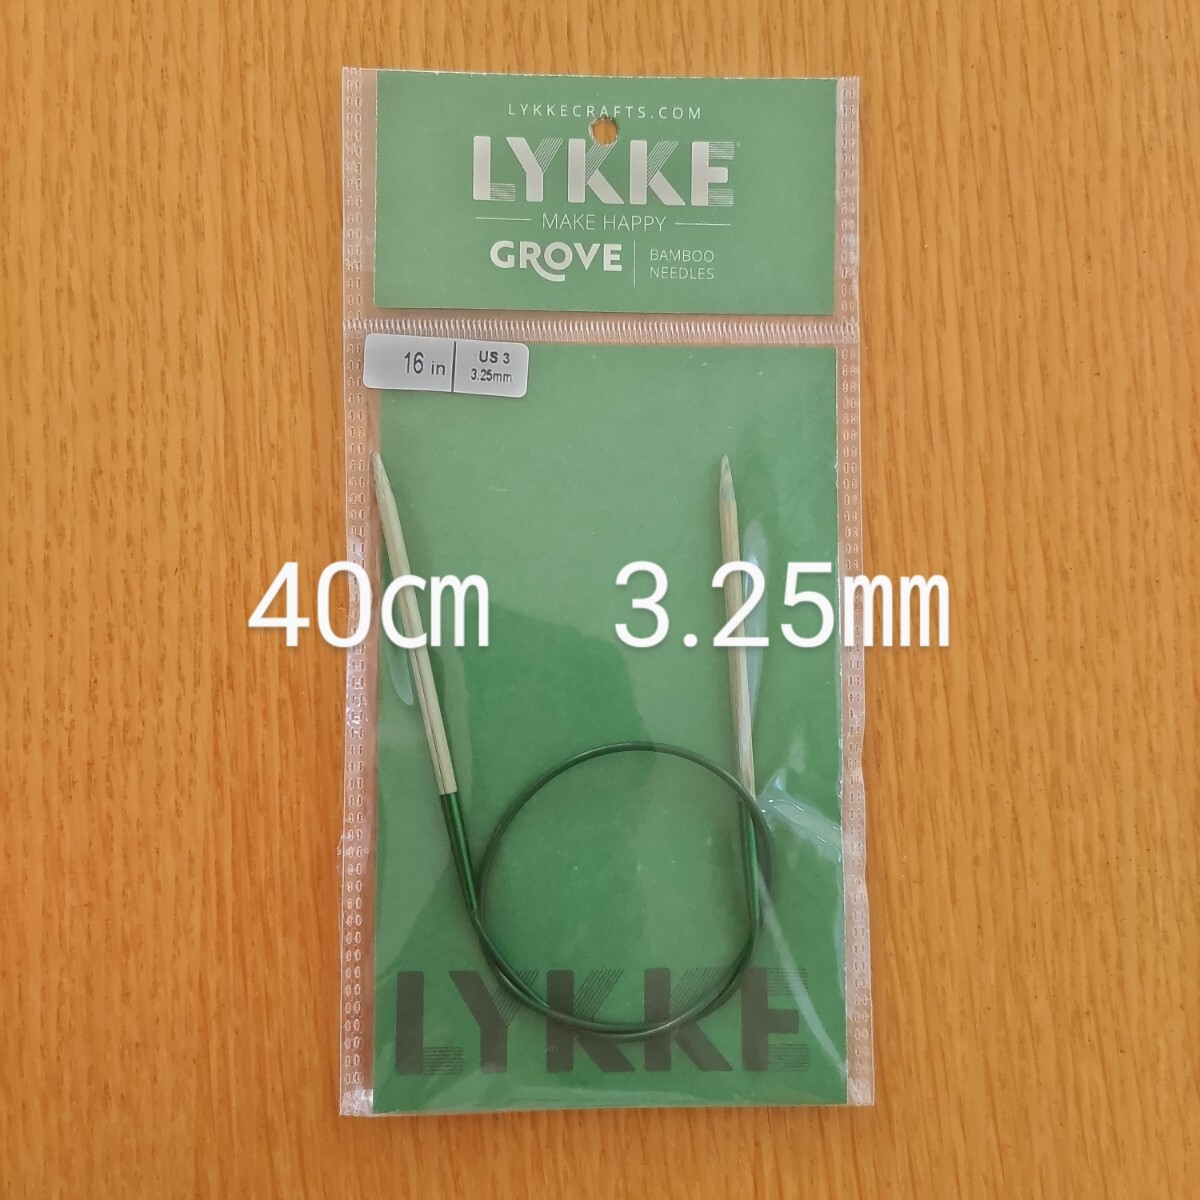 LYKKECRAFTS.COM
LYKKE
MAKE HAPPY
GROVE
BAMBOO
NEEDLES
16 in
US 3
3.25mm
40㎝ 3.25㎜
LYKKE